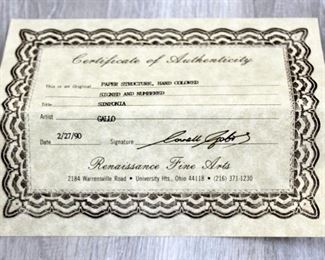 Certificate of Authenticity
This is an Original PAPER STRUCTURE, HAND COLORED
SIGNED AND NUMBERED
Title SINFONIA
Artist GALLO
Date 2/27/90 Signature
Renaissance Fine Arts
2184 Warrensville Road • University Hts., Ohio 44118 • (216) 371-1230